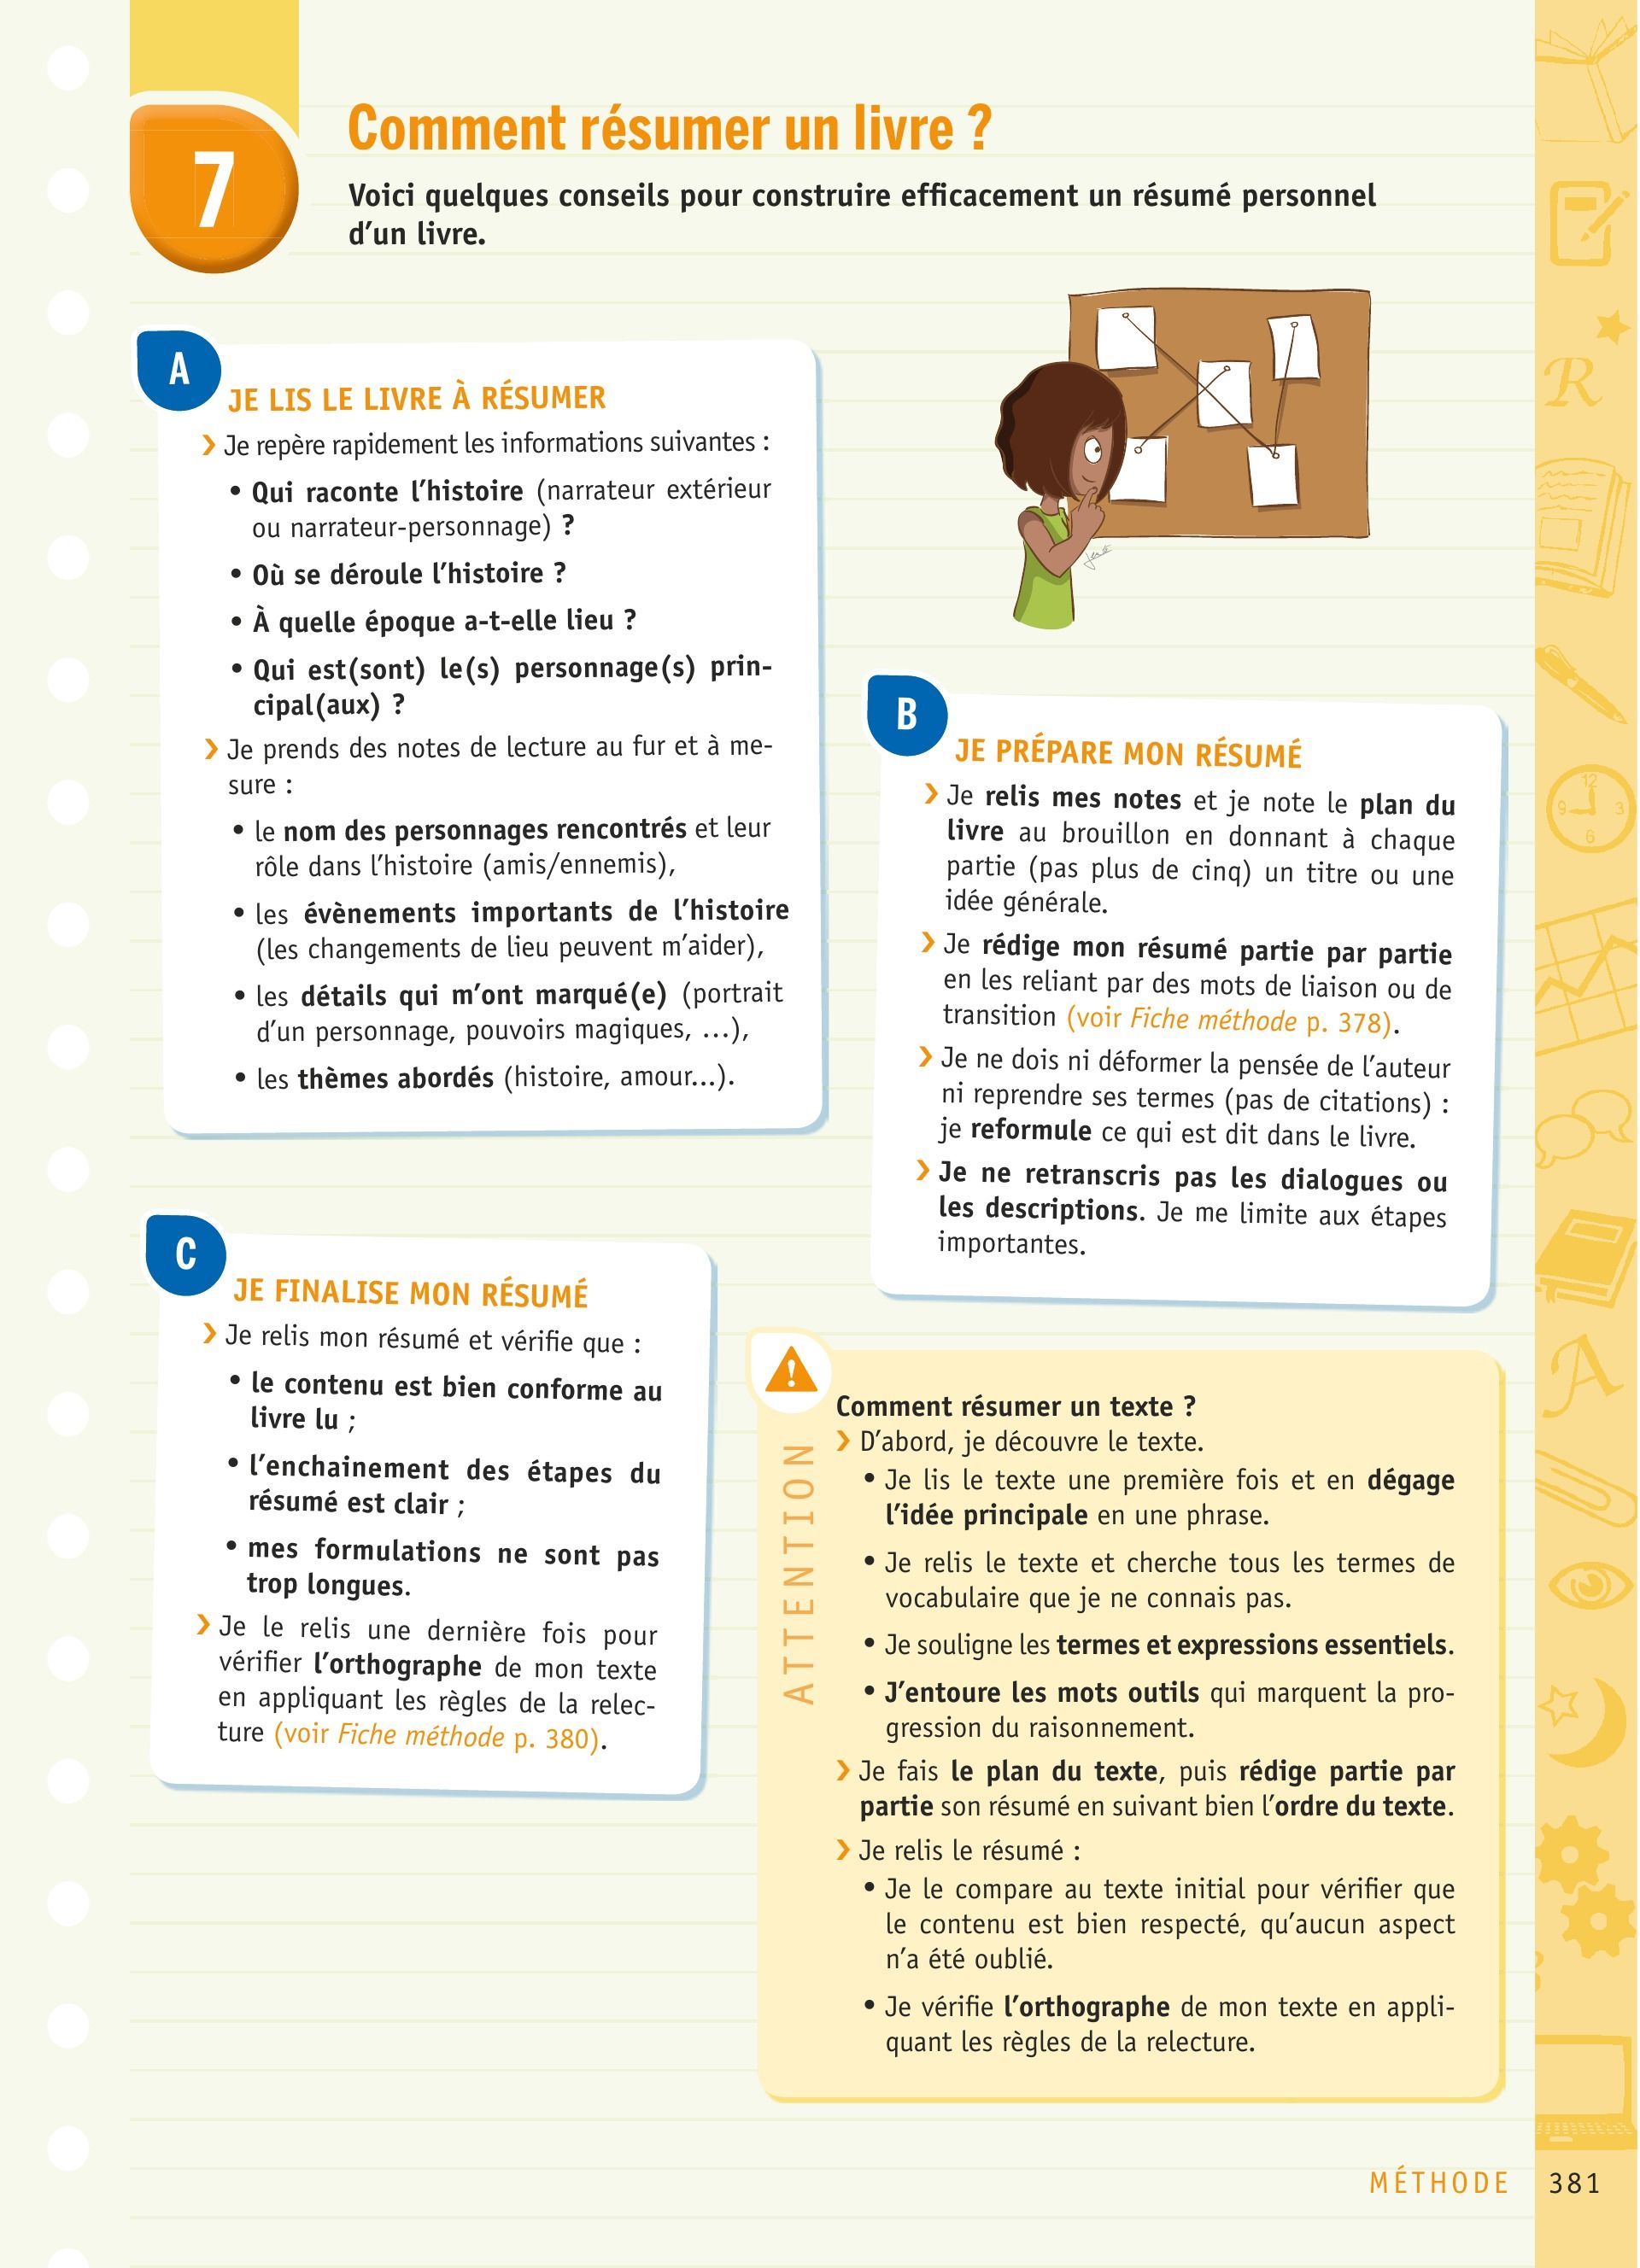 7
Comment résumer un livre ?
Voici quelques conseils pour construire efficacement un résumé personnel
d'un livre.
A
JE LIS LE LIVRE À RÉSUMER
❯ Je repère rapidement les informations suivantes :
• Qui raconte l'histoire (narrateur extérieur
ou narrateur-personnage) ?
• Où se déroule l'histoire ?
• À quelle époque a-t-elle lieu ?
• Qui est(sont) le(s) personnage(s) prin-
cipal(aux) ?
❯ Je prends des notes de lecture au fur et à me-
sure :
• le nom des personnages rencontrés et leur
rôle dans l'histoire (amis/ennemis),
• les évènements importants de l'histoire
(les changements de lieu peuvent m'aider),
• les détails qui m'ont marqué(e) (portrait
d'un personnage, pouvoirs magiques, ...),
• les thèmes abordés (histoire, amour...).
B
JE PRÉPARE MON RÉSUMÉ
❯ Je relis mes notes et je note le plan du
livre au brouillon en donnant à chaque
partie (pas plus de cinq) un titre ou une
idée générale.
❯ Je rédige mon résumé partie par partie
en les reliant par des mots de liaison ou de
transition (voir Fiche méthode p. 378).
❯ Je ne dois ni déformer la pensée de l'auteur
ni reprendre ses termes (pas de citations) :
je reformule ce qui est dit dans le livre.
❯ Je ne retranscris pas les dialogues ou
les descriptions. Je me limite aux étapes
importantes.
C
JE FINALISE MON RÉSUMÉ
❯ Je relis mon résumé et vérifie que :
• le contenu est bien conforme au
livre lu ;
• l'enchainement des étapes du
résumé est clair ;
• mes formulations ne sont pas
trop longues.
❯ Je le relis une dernière fois pour
vérifier l'orthographe de mon texte
en appliquant les règles de la relec-
ture (voir Fiche méthode p. 380).
!
ATTENTION
Comment résumer un texte ?
❯ D'abord, je découvre le texte.
• Je lis le texte une première fois et en dégage
l'idée principale en une phrase.
• Je relis le texte et cherche tous les termes de
vocabulaire que je ne connais pas.
• Je souligne les termes et expressions essentiels.
• J'entoure les mots outils qui marquent la pro-
gression du raisonnement.
❯ Je fais le plan du texte, puis rédige partie par
partie son résumé en suivant bien l'ordre du texte.
❯ Je relis le résumé :
• Je le compare au texte initial pour vérifier que
le contenu est bien respecté, qu'aucun aspect
n'a été oublié.
• Je vérifie l'orthographe de mon texte en appli-
quant les règles de la relecture.
R
12
9
3
6
A
MÉTHODE 381